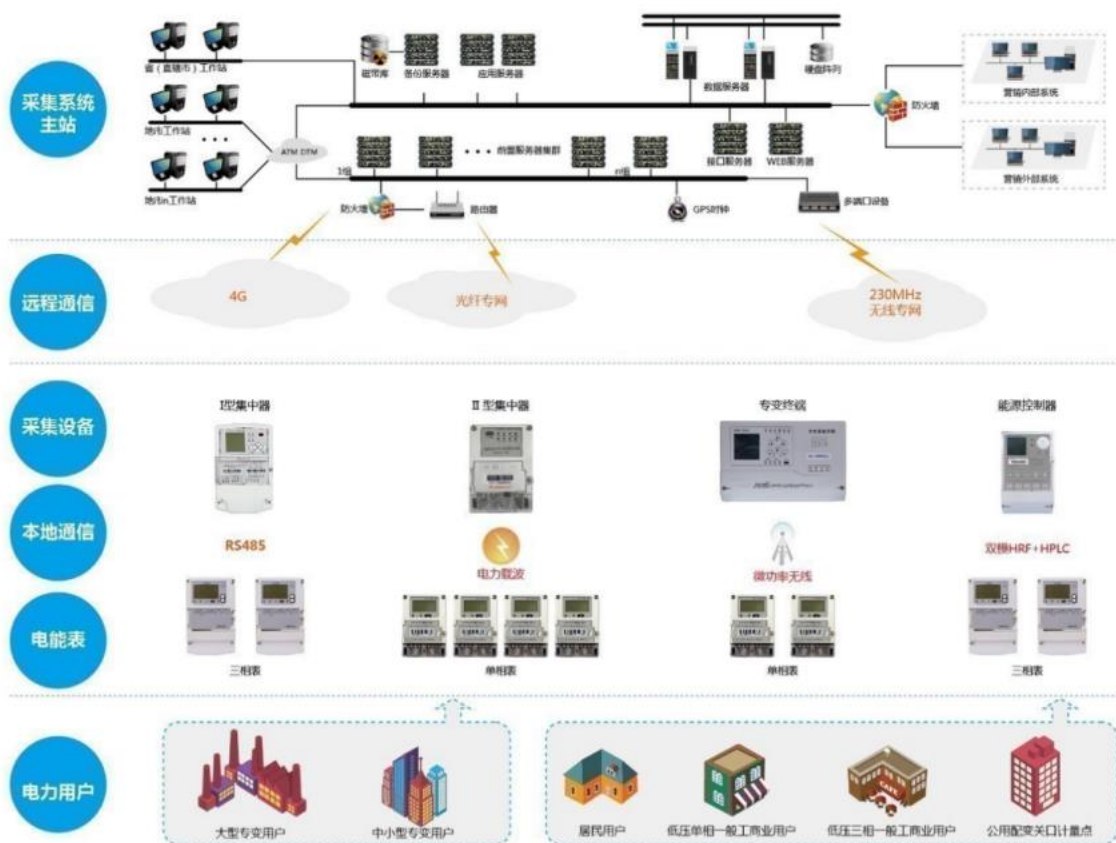 采集系统
主站
省（直辖市）工作站
地市工作站
地市n工作站
ATM DTM
磁带库
备份服务器
应用服务器
数据服务器
硬盘阵列
防火墙
营销内部系统
营销外部系统
1组
前置服务器集群
n组
接口服务器
WEB服务器
防火墙
路由器
GPS时钟
多端口设备
远程通信
4G
光纤专网
230MHz
无线专网
采集设备
I型集中器
II型集中器
专变终端
能源控制器
本地通信
RS485
电力载波
微功率无线
双模HRF+HPLC
电能表
三相表
单相表
单相表
三相表
电力用户
大型专变用户
中小型专变用户
居民用户
低压单相一般工商业用户
低压三相一般工商业用户
公用配变关口计量点
CAFE